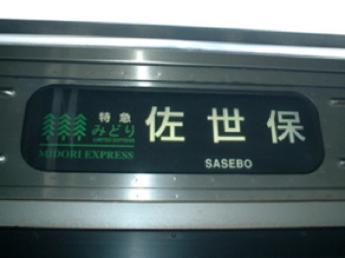 特急
みどり
LIMITED EXPRESS
MIDORI EXPRESS
佐世保
SASEBO